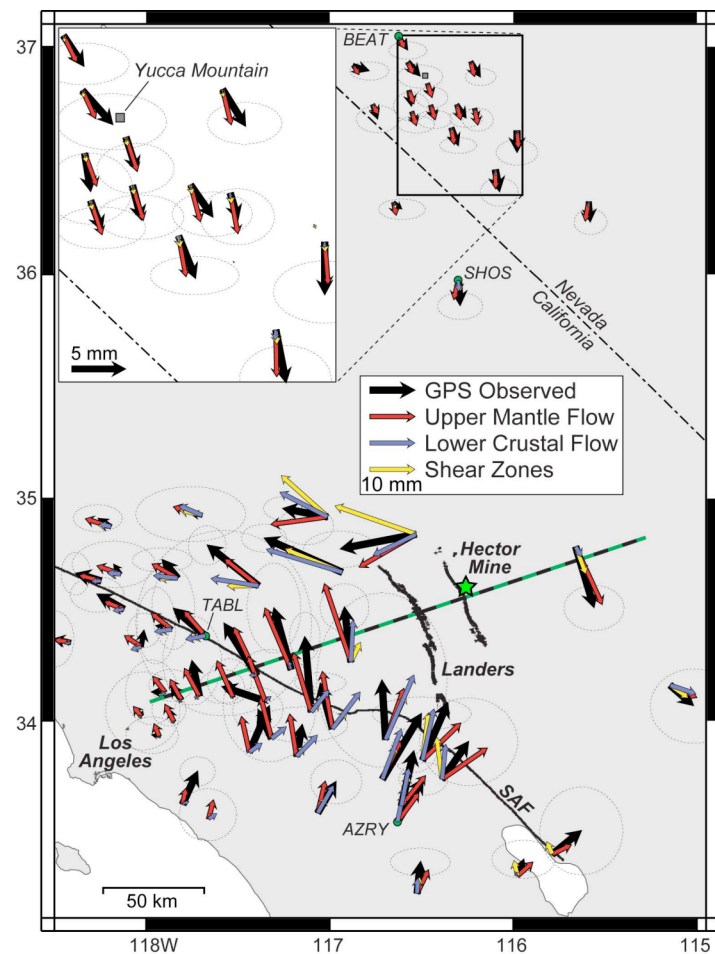 37
BEAT
Yucca Mountain
36
SHOS
Nevada
California
5 mm
GPS Observed
Upper Mantle Flow
Lower Crustal Flow
Shear Zones
10 mm
35
Hector
Mine
TABL
Landers
34
Los
Angeles
SAF
AZRY
50 km
118W
117
116
115